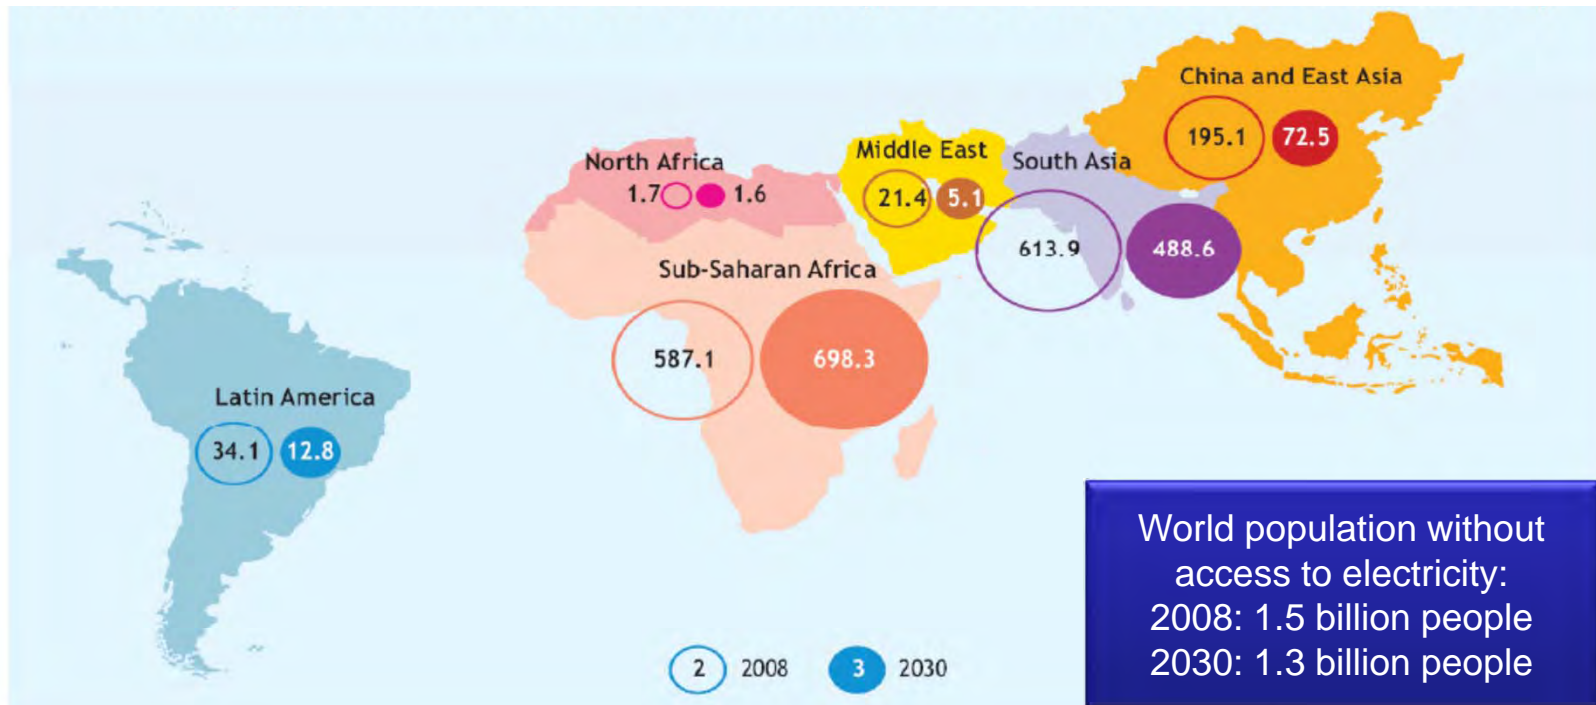 China and East Asia
195.1 72.5
North Africa
1.7 1.6
Middle East
21.4 5.1
South Asia
613.9 488.6
Sub-Saharan Africa
587.1 698.3
Latin America
34.1 12.8
2 2008 3 2030
World population without
access to electricity:
2008: 1.5 billion people
2030: 1.3 billion people